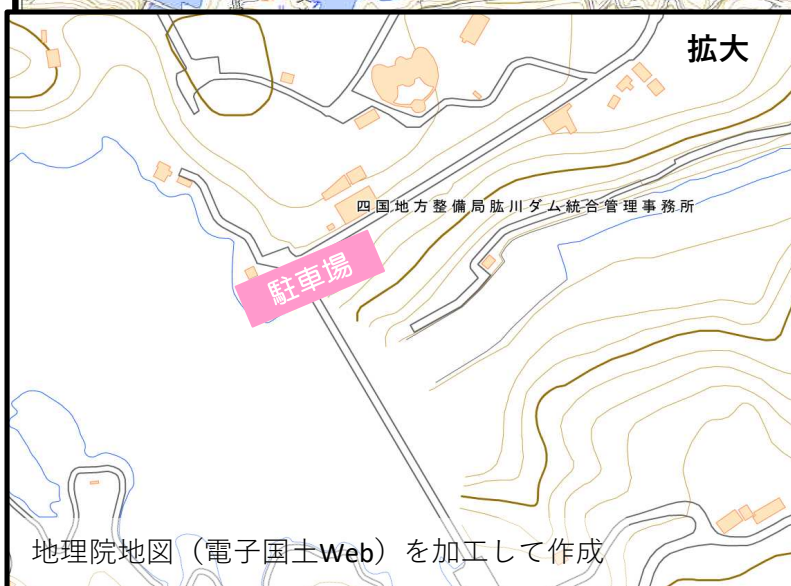 拡大
四国地方整備局肱川ダム統合管理事務所
駐車場
地理院地図（電子国土Web）を加工して作成